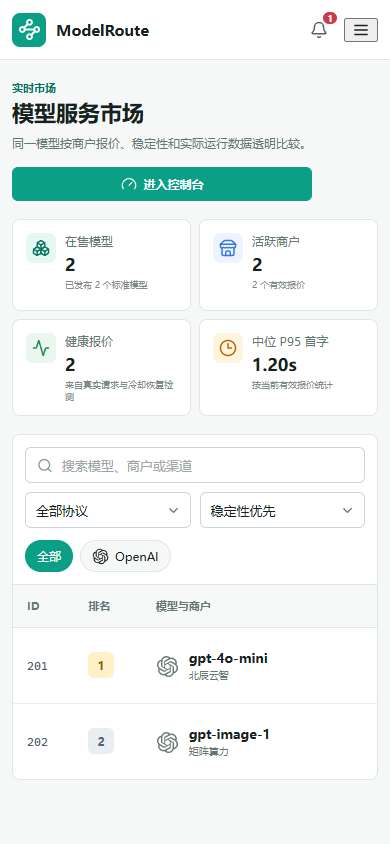 ModelRoute
1
实时市场
模型服务市场
同一模型按商户报价、稳定性和实际运行数据透明比较。
进入控制台
在售模型
2
已发布 2 个标准模型
活跃商户
2
2 个有效报价
健康报价
2
来自真实请求与冷却恢复检
测
中位 P95 首字
1.20s
按当前有效报价统计
搜索模型、商户或渠道
全部协议
稳定性优先
全部
OpenAI
ID 排名 模型与商户
201 1 gpt-4o-mini
北辰云智
202 2 gpt-image-1
矩阵算力